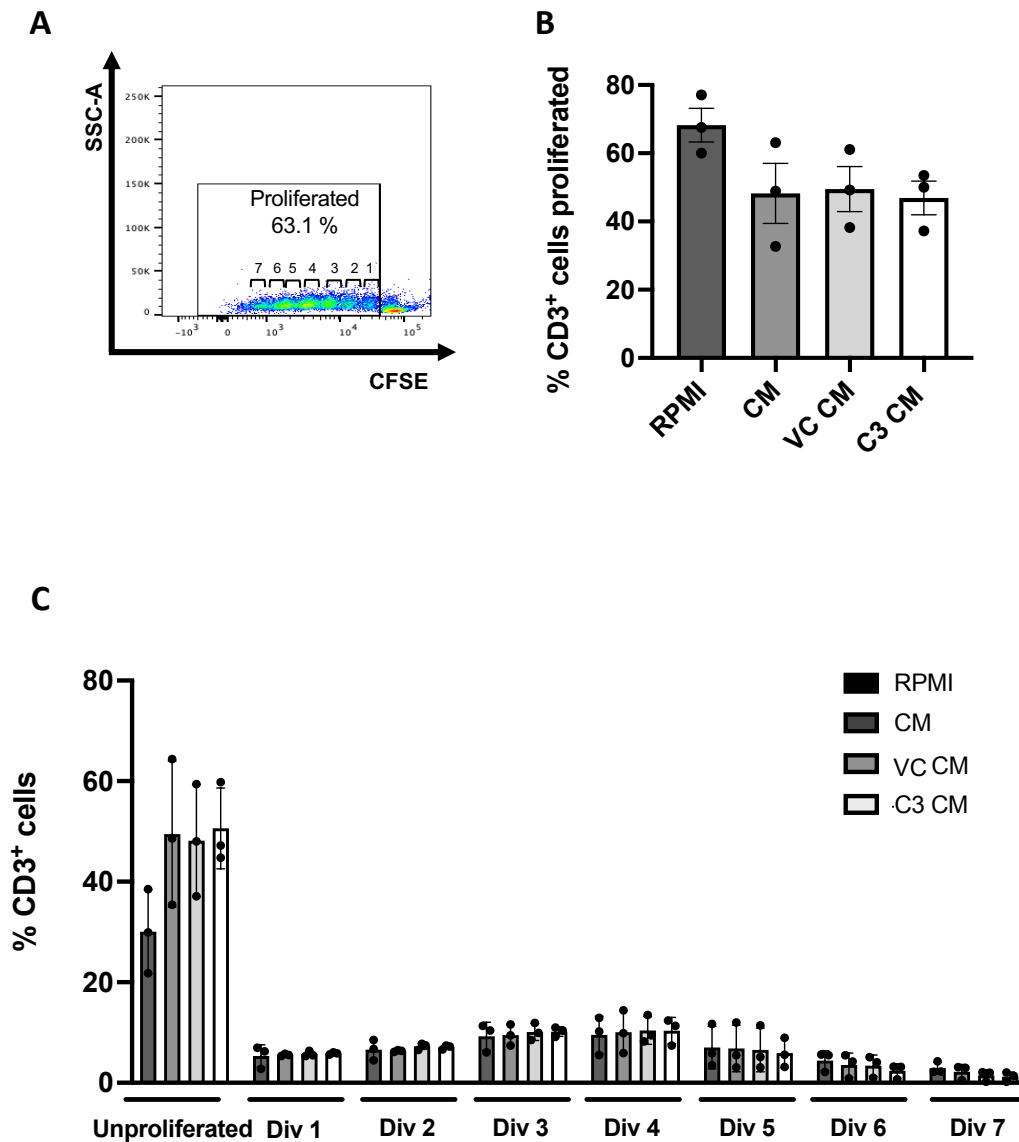 A
SSC-A
250K
200K
150K
100K
50K
0
Proliferated
63.1 %
7 6 5 4 3 2 1
-10³ 0 10³ 10⁴ 10⁵
CFSE
B
% CD3⁺ cells proliferated
80
60
40
20
0
RPMI
CM
VC CM
C3 CM
C
% CD3⁺ cells
80
60
40
20
0
Unproliferated Div 1 Div 2 Div 3 Div 4 Div 5 Div 6 Div 7
RPMI
CM
VC CM
C3 CM